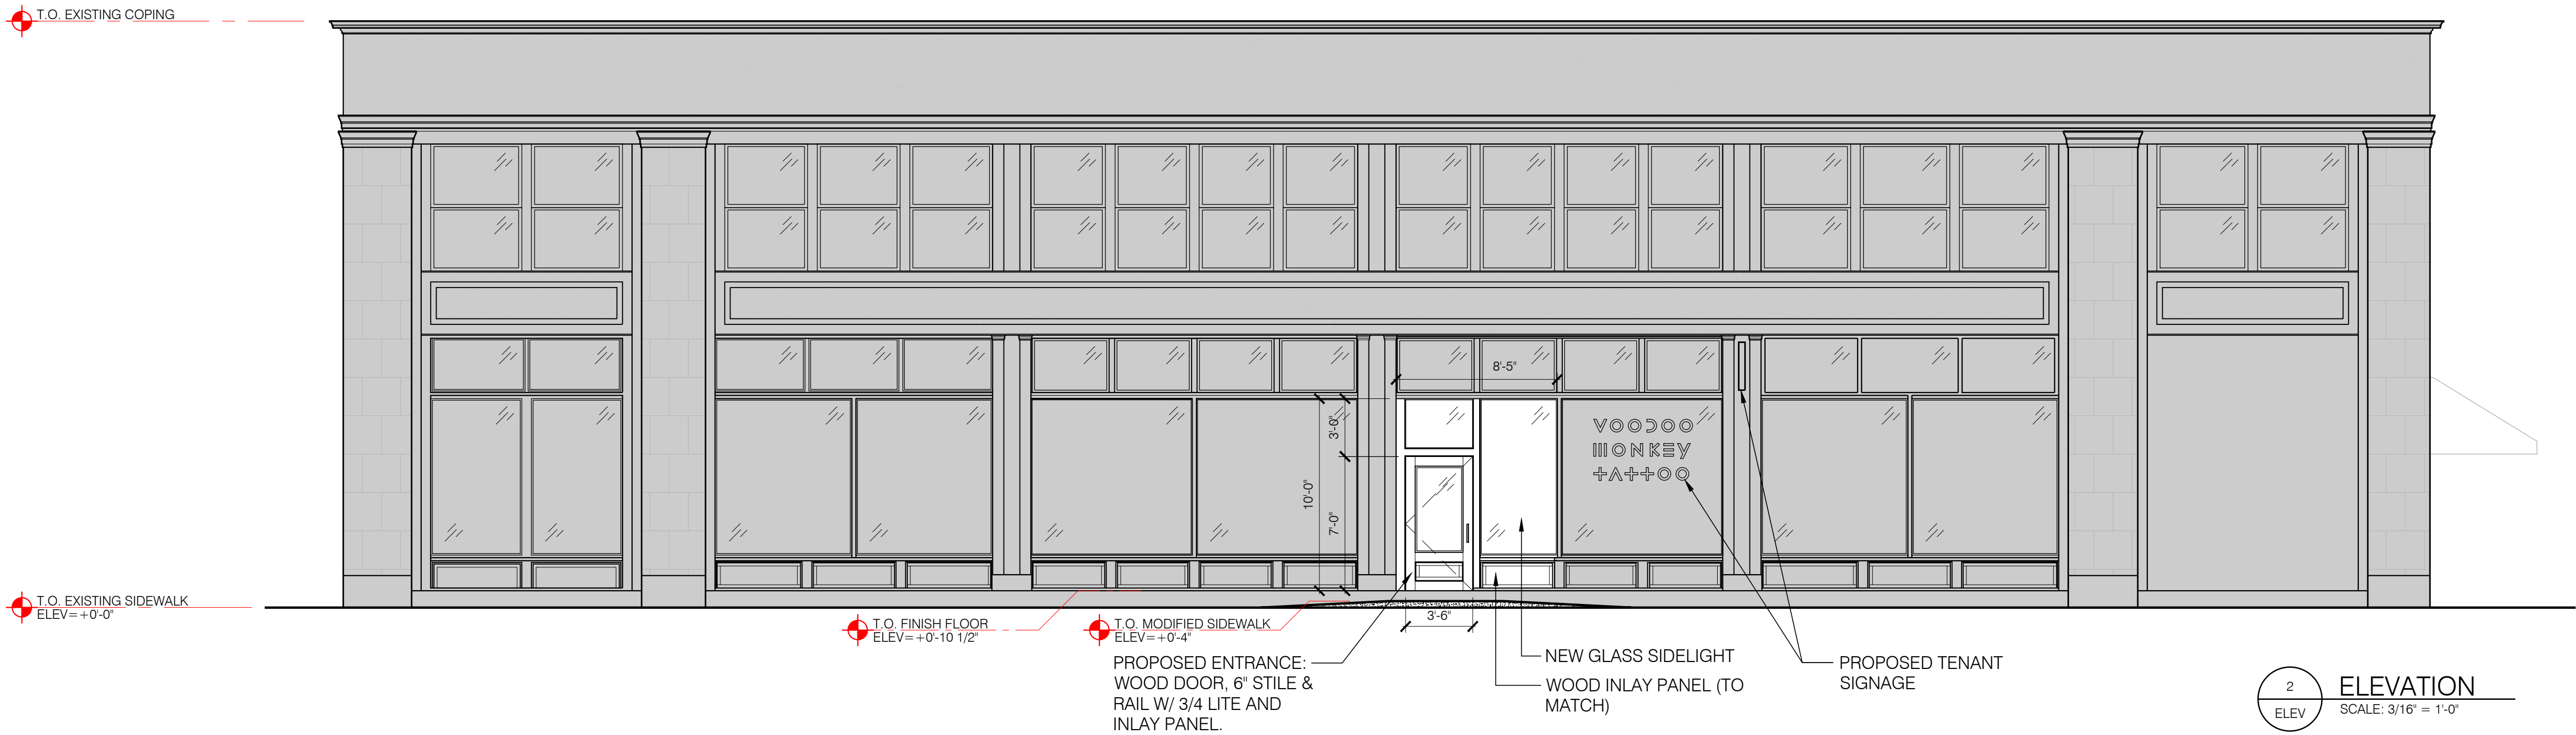 T.O. EXISTING COPING
8'-5"
3'-0"
10'-0"
7'-0"
VOODOO
MONKEY
TATTOO
T.O. EXISTING SIDEWALK
ELEV=+0'-0"
T.O. FINISH FLOOR
ELEV=+0'-10 1/2"
T.O. MODIFIED SIDEWALK
ELEV=+0'-4"
3'-6"
PROPOSED ENTRANCE:
WOOD DOOR, 6" STILE &
RAIL W/ 3/4 LITE AND
INLAY PANEL.
NEW GLASS SIDELIGHT
WOOD INLAY PANEL (TO
MATCH)
PROPOSED TENANT
SIGNAGE
2
ELEV
ELEVATION
SCALE: 3/16" = 1'-0"